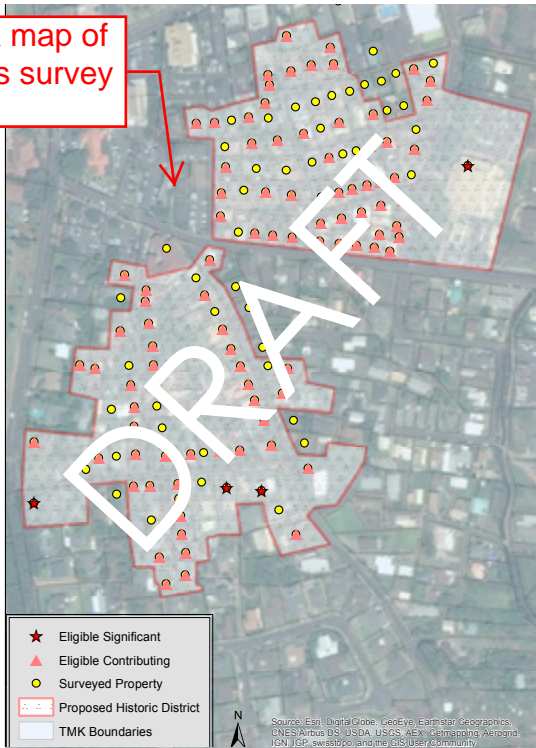 map of
s survey
DRAFT
Eligible Significant
Eligible Contributing
Surveyed Property
Proposed Historic District
TMK Boundaries
N
Source: Esri, DigitalGlobe, GeoEye, Earthstar Geographics,
CNES/Airbus DS, USDA, USGS, AEX, Getmapping, Aerogrid,
IGN, IGP, swisstopo, and the GIS User Community